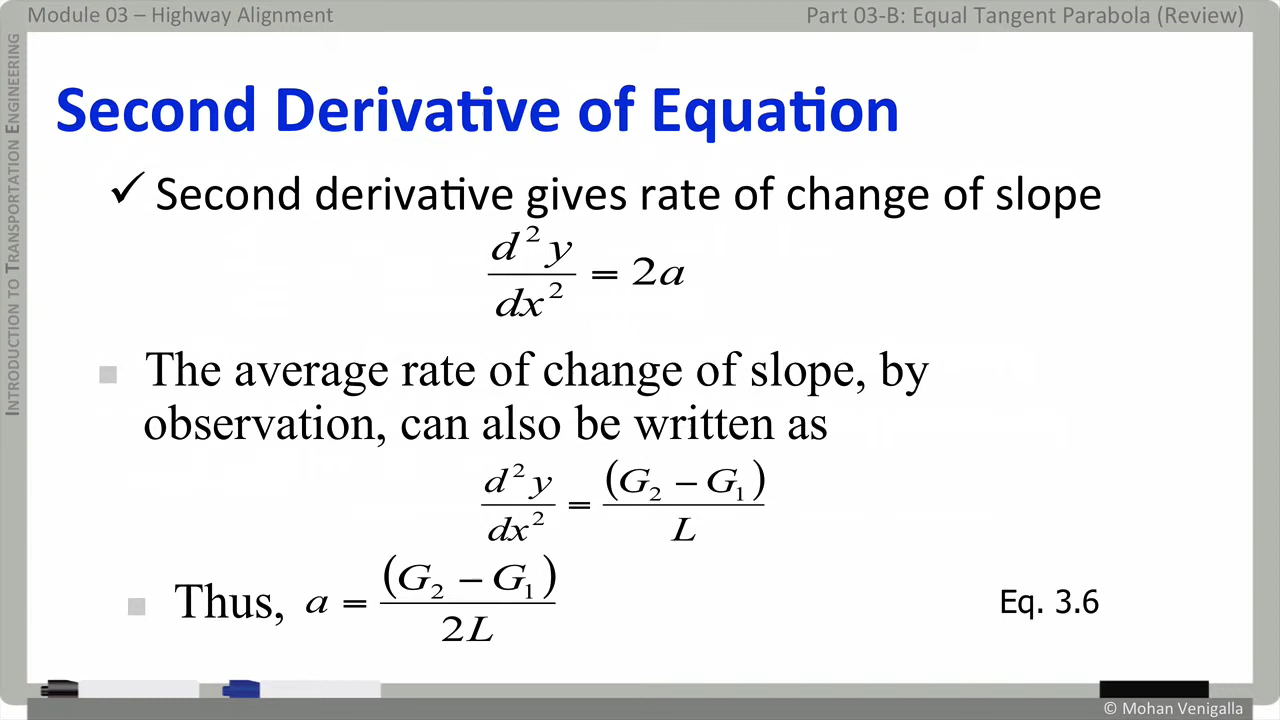 Module 03 – Highway Alignment
Part 03-B: Equal Tangent Parabola (Review)
INTRODUCTION TO TRANSPORTATION ENGINEERING
Second Derivative of Equation
✓ Second derivative gives rate of change of slope
d²y/dx² = 2a
▪ The average rate of change of slope, by
observation, can also be written as
d²y/dx² = (G₂ − G₁)/L
▪ Thus, a = (G₂ − G₁)/2L
Eq. 3.6
© Mohan Venigalla